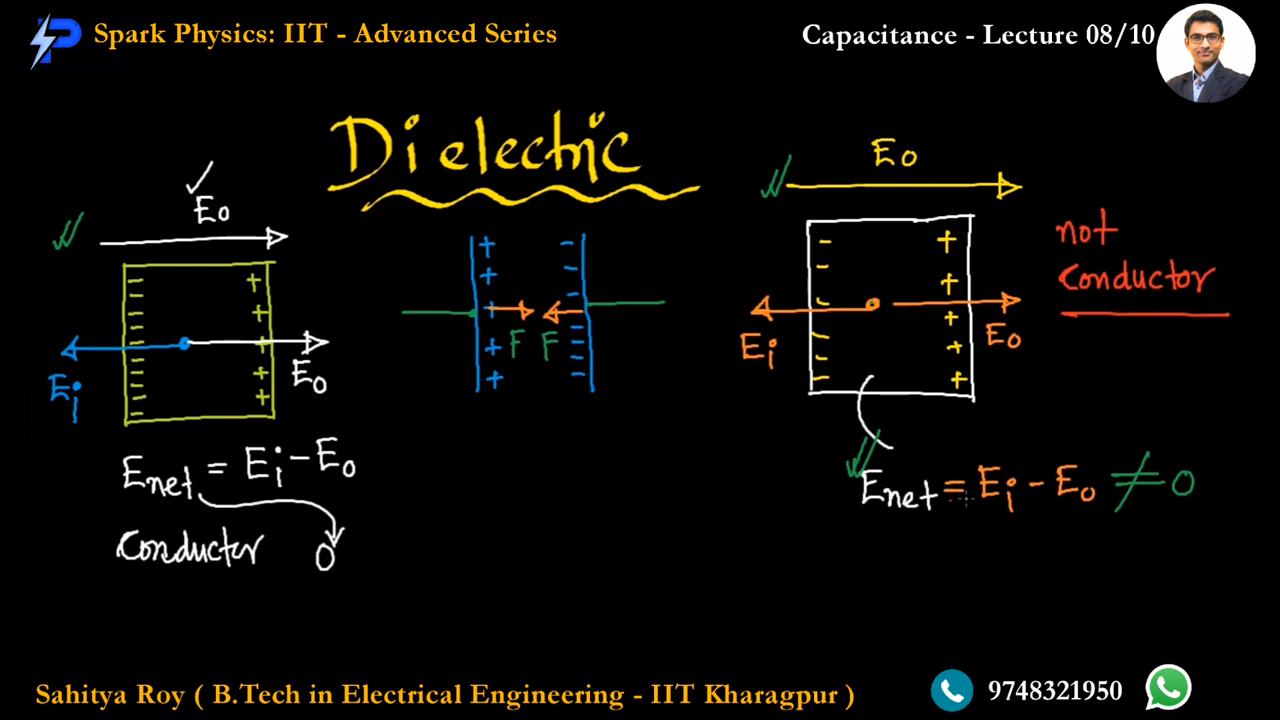 Spark Physics: IIT - Advanced Series
Capacitance - Lecture 08/10
Dielectric
E0
E0
Ei
Enet = Ei - E0
Conductor 0
+ -
+ -
+ -
+ -
+ -
F F
E0
not
Conductor
Ei
E0
Enet = Ei - E0 ≠ 0
Sahitya Roy ( B.Tech in Electrical Engineering - IIT Kharagpur )
9748321950